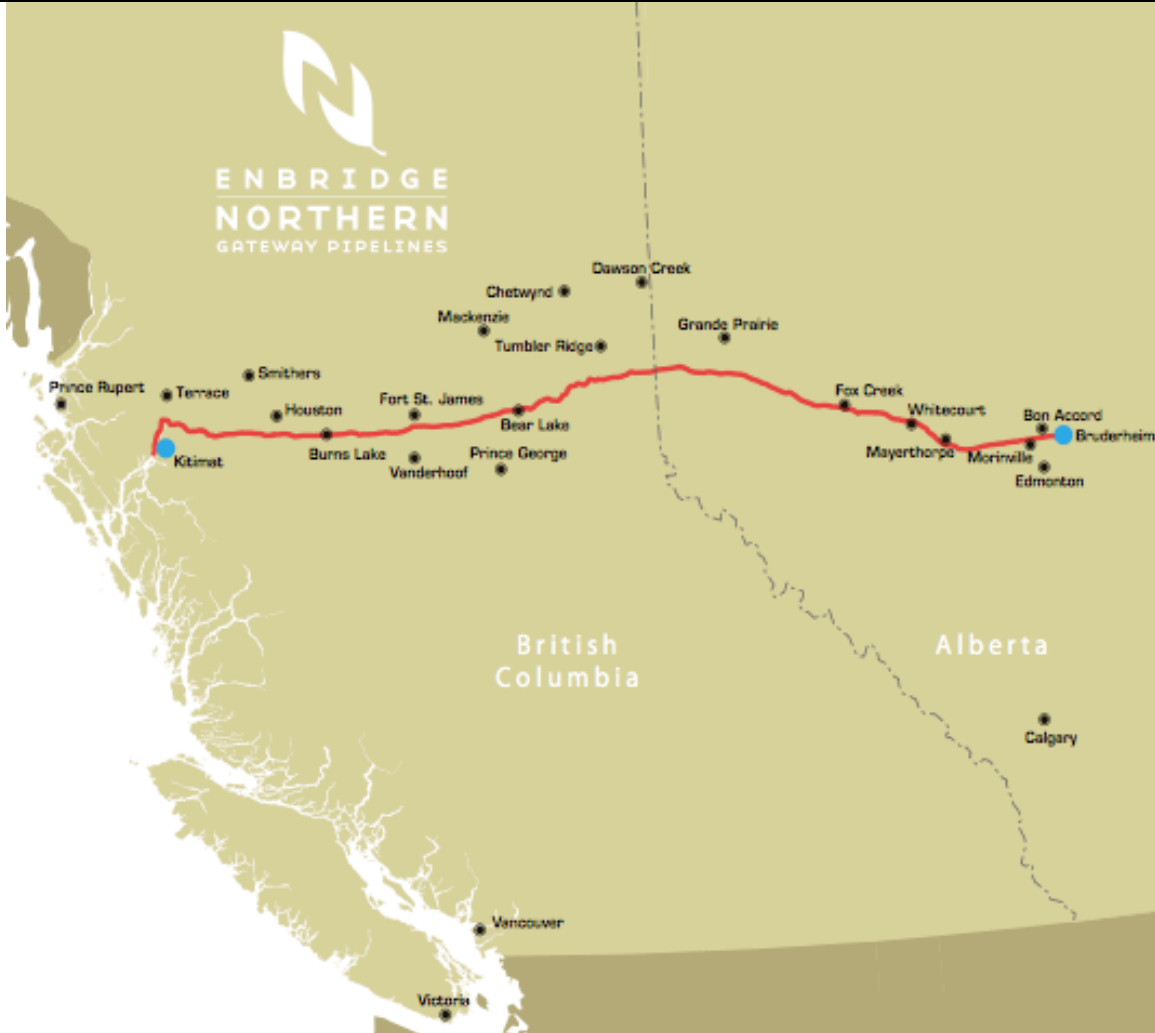 ENBRIDGE
NORTHERN
GATEWAY PIPELINES
Dawson Creek
Chetwynd
Mackenzie
Grande Prairie
Tumbler Ridge
Smithers
Prince Rupert
Terrace
Fort St. James
Fox Creek
Houston
Whitecourt
Bon Accord
Bear Lake
Bruderheim
Burns Lake
Prince George
Mayerthorpe
Morinville
Kitimat
Vanderhoof
Edmonton
British
Columbia
Alberta
Calgary
Vancouver
Victoria